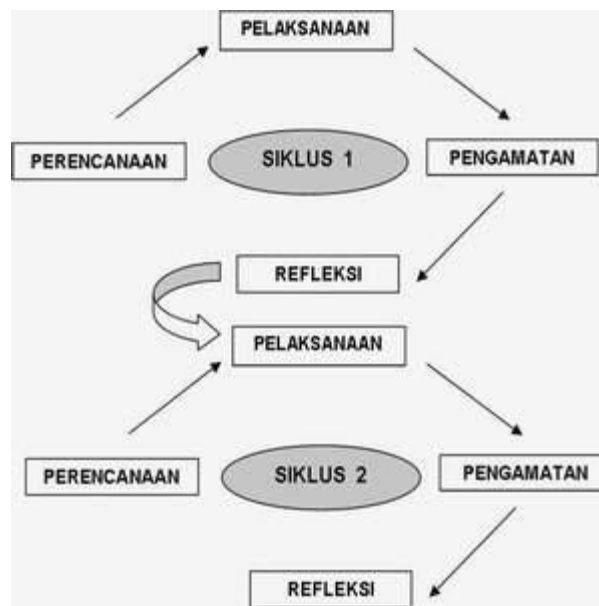 PELAKSANAAN
PERENCANAAN
SIKLUS 1
PENGAMATAN
REFLEKSI
PELAKSANAAN
PERENCANAAN
SIKLUS 2
PENGAMATAN
REFLEKSI